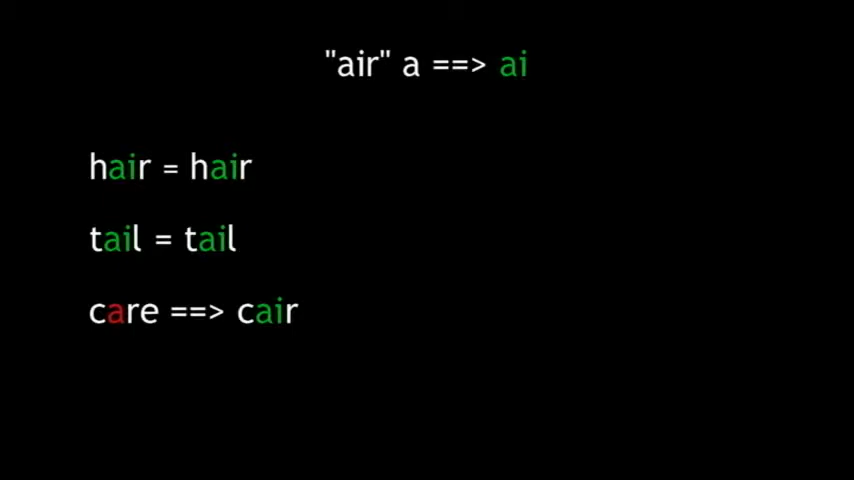 "air" a ==> ai
hair = hair
tail = tail
care ==> cair